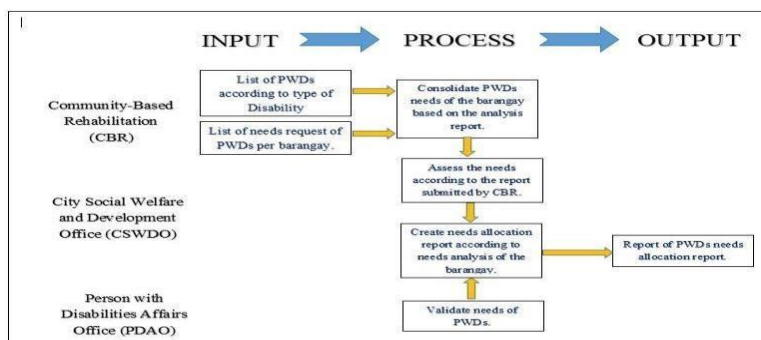 INPUT
PROCESS
OUTPUT
Community-Based
Rehabilitation
(CBR)
List of PWDs
according to type of
Disability
List of needs request of
PWDs per barangay.
Consolidate PWDs
needs of the barangay
based on the analysis
report.
City Social Welfare
and Development
Office (CSWDO)
Assess the needs
according to the report
submitted by CBR.
Create needs allocation
report according to
needs analysis of the
barangay.
Report of PWDs needs
allocation report.
Person with
Disabilities Affairs
Office (PDAO)
Validate needs of
PWDs.